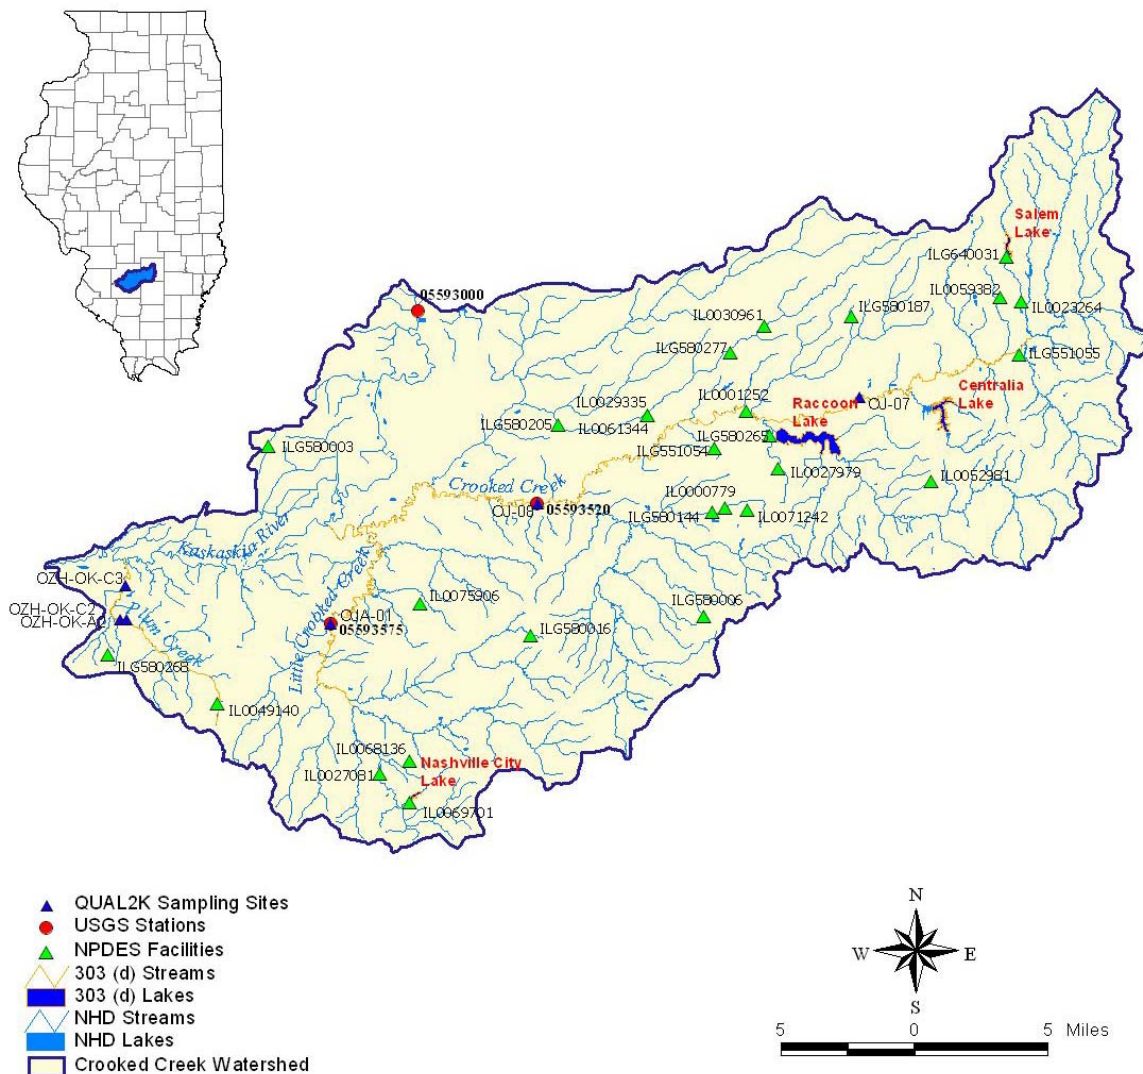 Salem
Lake
ILG640031
IL0059382
IL0023264
05593000
ILG580187
IL0030961
ILG580277
ILG551055
Centralia
Lake
IL0001252
Raccoon
Lake
OJ-07
IL0029335
IL0061344
ILG580205
ILG580265
ILG551054
ILG580003
IL0027979
IL0052981
Crooked Creek
IL0000779
OJ-08
05593520
ILG580144
IL0071242
Kaskaskia River
OZH-OK-C3
OZH-OK-C2
OZH-OK-A2
Plum Creek
Little Crooked Creek
IL0075906
OJA-01
05593575
ILG580006
ILG580016
ILG580268
IL0049140
IL0068136
Nashville City
Lake
IL0027081
IL0069701
QUAL2K Sampling Sites
USGS Stations
NPDES Facilities
303 (d) Streams
303 (d) Lakes
NHD Streams
NHD Lakes
Crooked Creek Watershed
N
W
E
S
5 0 5 Miles